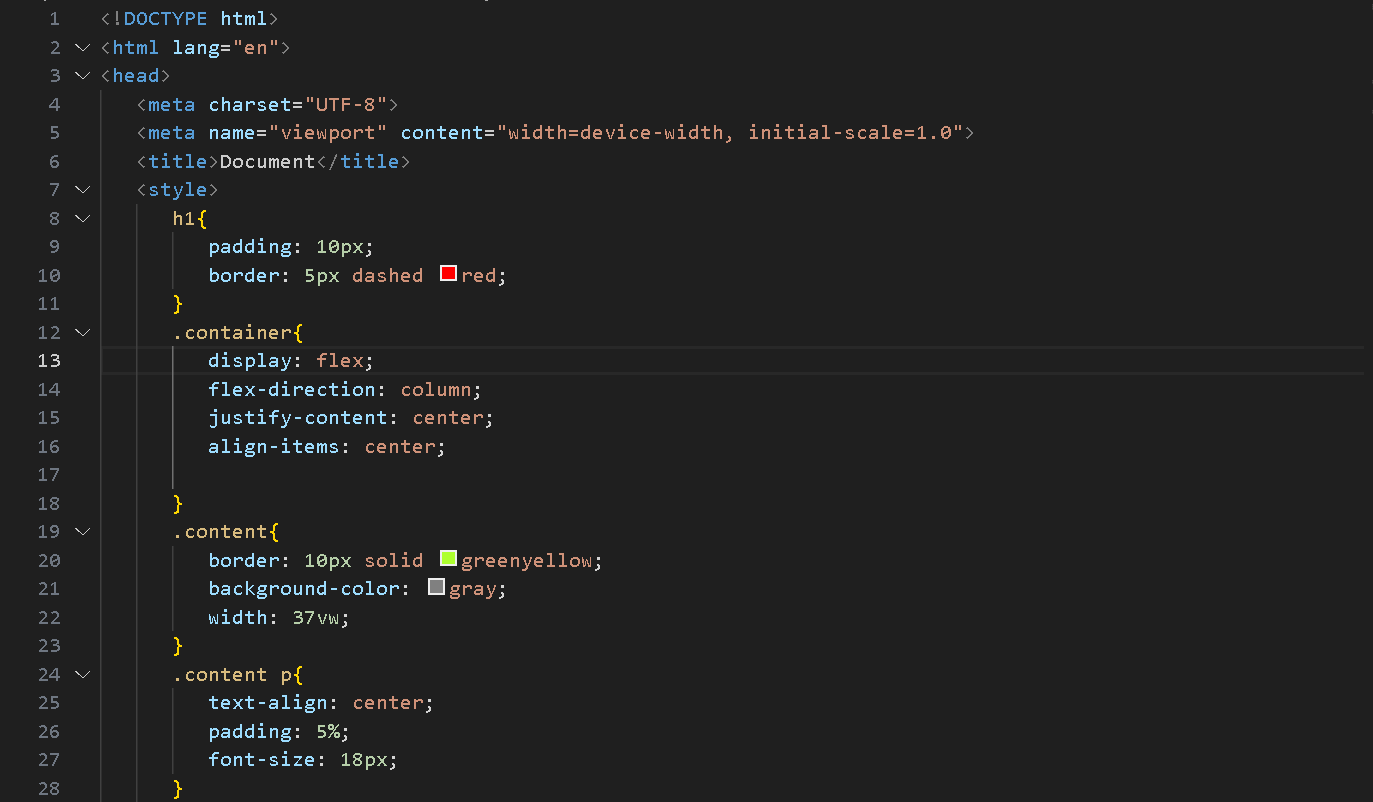 1 <!DOCTYPE html>
2 <html lang="en">
3 <head>
4     <meta charset="UTF-8">
5     <meta name="viewport" content="width=device-width, initial-scale=1.0">
6     <title>Document</title>
7     <style>
8         h1{
9             padding: 10px;
10             border: 5px dashed red;
11         }
12         .container{
13             display: flex;
14             flex-direction: column;
15             justify-content: center;
16             align-items: center;
17
18         }
19         .content{
20             border: 10px solid greenyellow;
21             background-color: gray;
22             width: 37vw;
23         }
24         .content p{
25             text-align: center;
26             padding: 5%;
27             font-size: 18px;
28         }